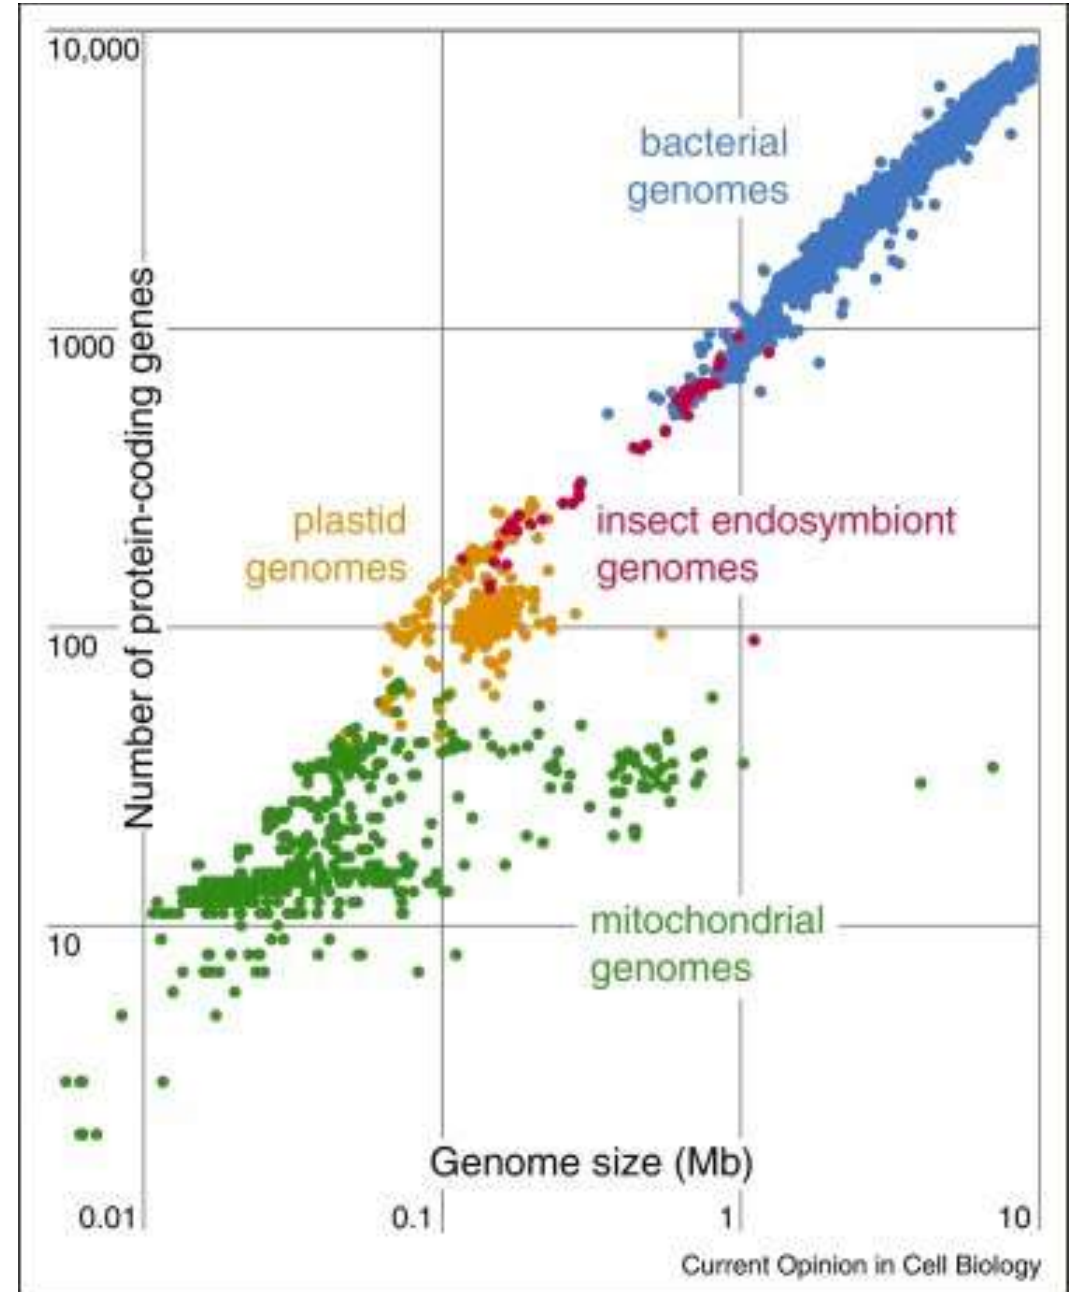 10,000
bacterial
genomes
1000
Number of protein-coding genes
plastid
genomes
insect endosymbiont
genomes
100
mitochondrial
genomes
10
Genome size (Mb)
0.01
0.1
1
10
Current Opinion in Cell Biology